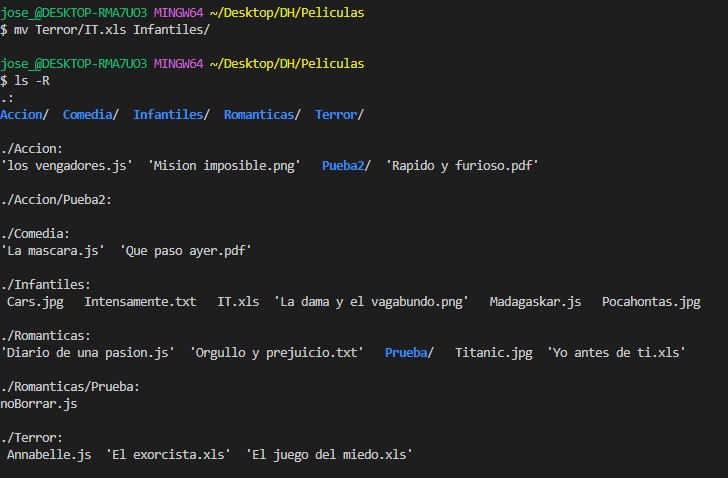 jose_@DESKTOP-RMA7UO3 MINGW64 ~/Desktop/DH/Peliculas
$ mv Terror/IT.xls Infantiles/
jose_@DESKTOP-RMA7UO3 MINGW64 ~/Desktop/DH/Peliculas
$ ls -R
.:
Accion/  Comedia/  Infantiles/  Romanticas/  Terror/
./Accion:
'los vengadores.js'  'Mision imposible.png'   Pueba2/  'Rapido y furioso.pdf'
./Accion/Pueba2:
./Comedia:
'La mascara.js'  'Que paso ayer.pdf'
./Infantiles:
 Cars.jpg   Intensamente.txt   IT.xls  'La dama y el vagabundo.png'   Madagaskar.js   Pocahontas.jpg
./Romanticas:
'Diario de una pasion.js'  'Orgullo y prejuicio.txt'   Prueba/   Titanic.jpg  'Yo antes de ti.xls'
./Romanticas/Prueba:
noBorrar.js
./Terror:
 Annabelle.js  'El exorcista.xls'  'El juego del miedo.xls'